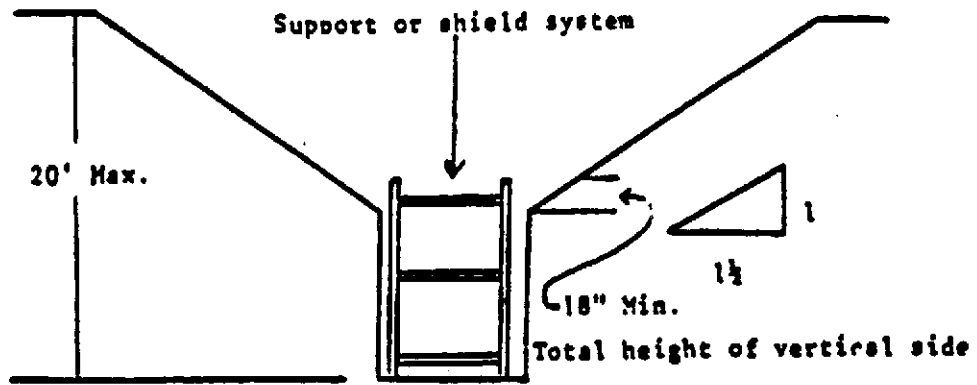 Support or shield system
20' Max.
1
1½
18" Min.
Total height of vertical side